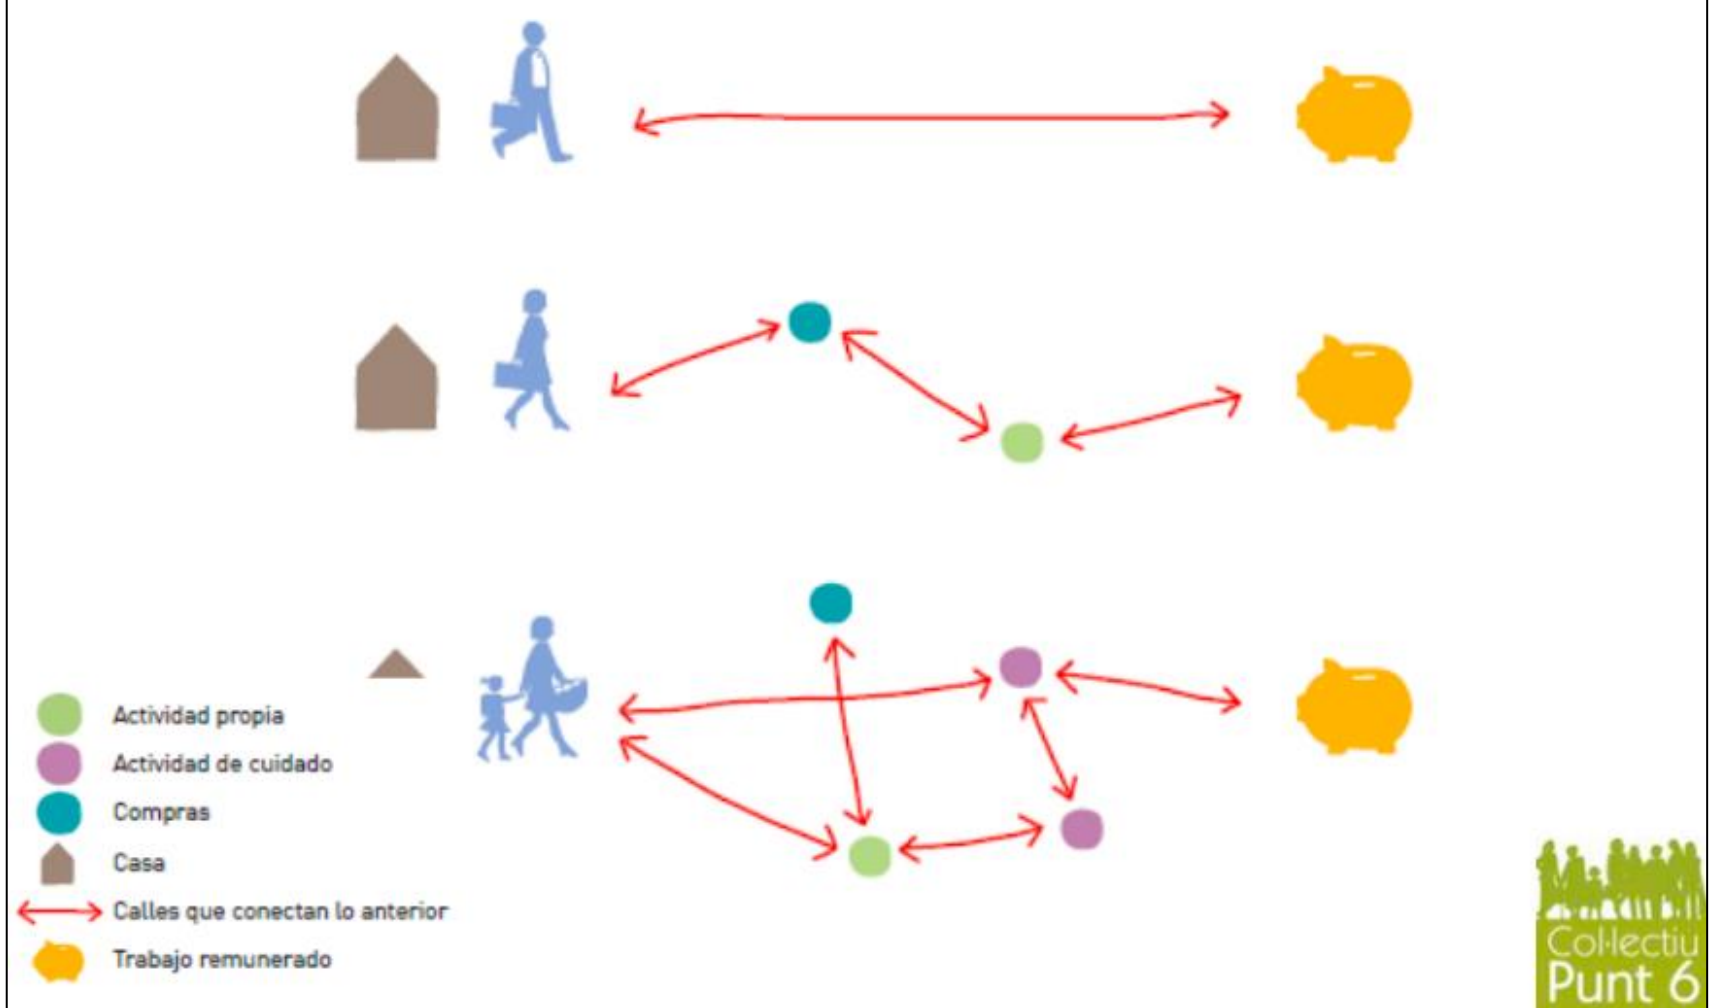 Actividad propia
Actividad de cuidado
Compras
Casa
Calles que conectan lo anterior
Trabajo remunerado
Col·lectiu
Punt 6